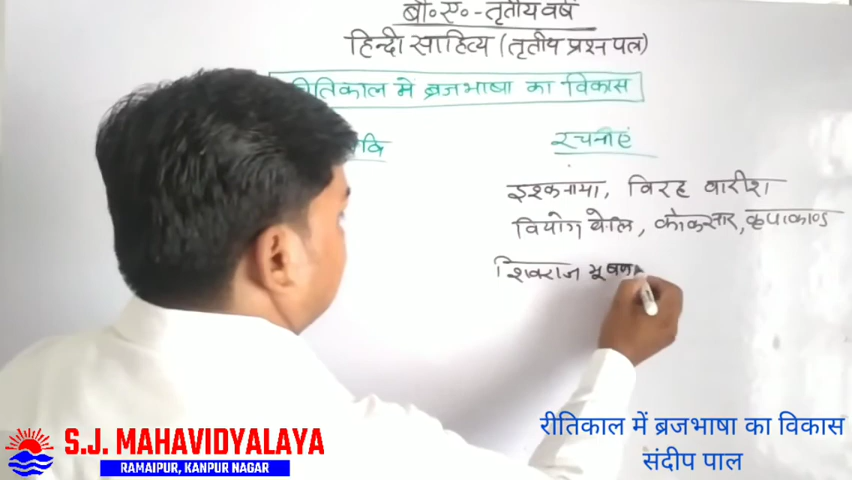 बी०ए०-तृतीय वर्ष
हिन्दी साहित्य (तृतीय प्रश्न पत्र)
रीतिकाल में ब्रजभाषा का विकास
रचनाएं
इश्कनामा, विरह वारीश
वियोग वेलि, कोकसार, कृपाकाण्ड
शिवराज भूषण
S.J. MAHAVIDYALAYA
RAMAIPUR, KANPUR NAGAR
रीतिकाल में ब्रजभाषा का विकास
संदीप पाल